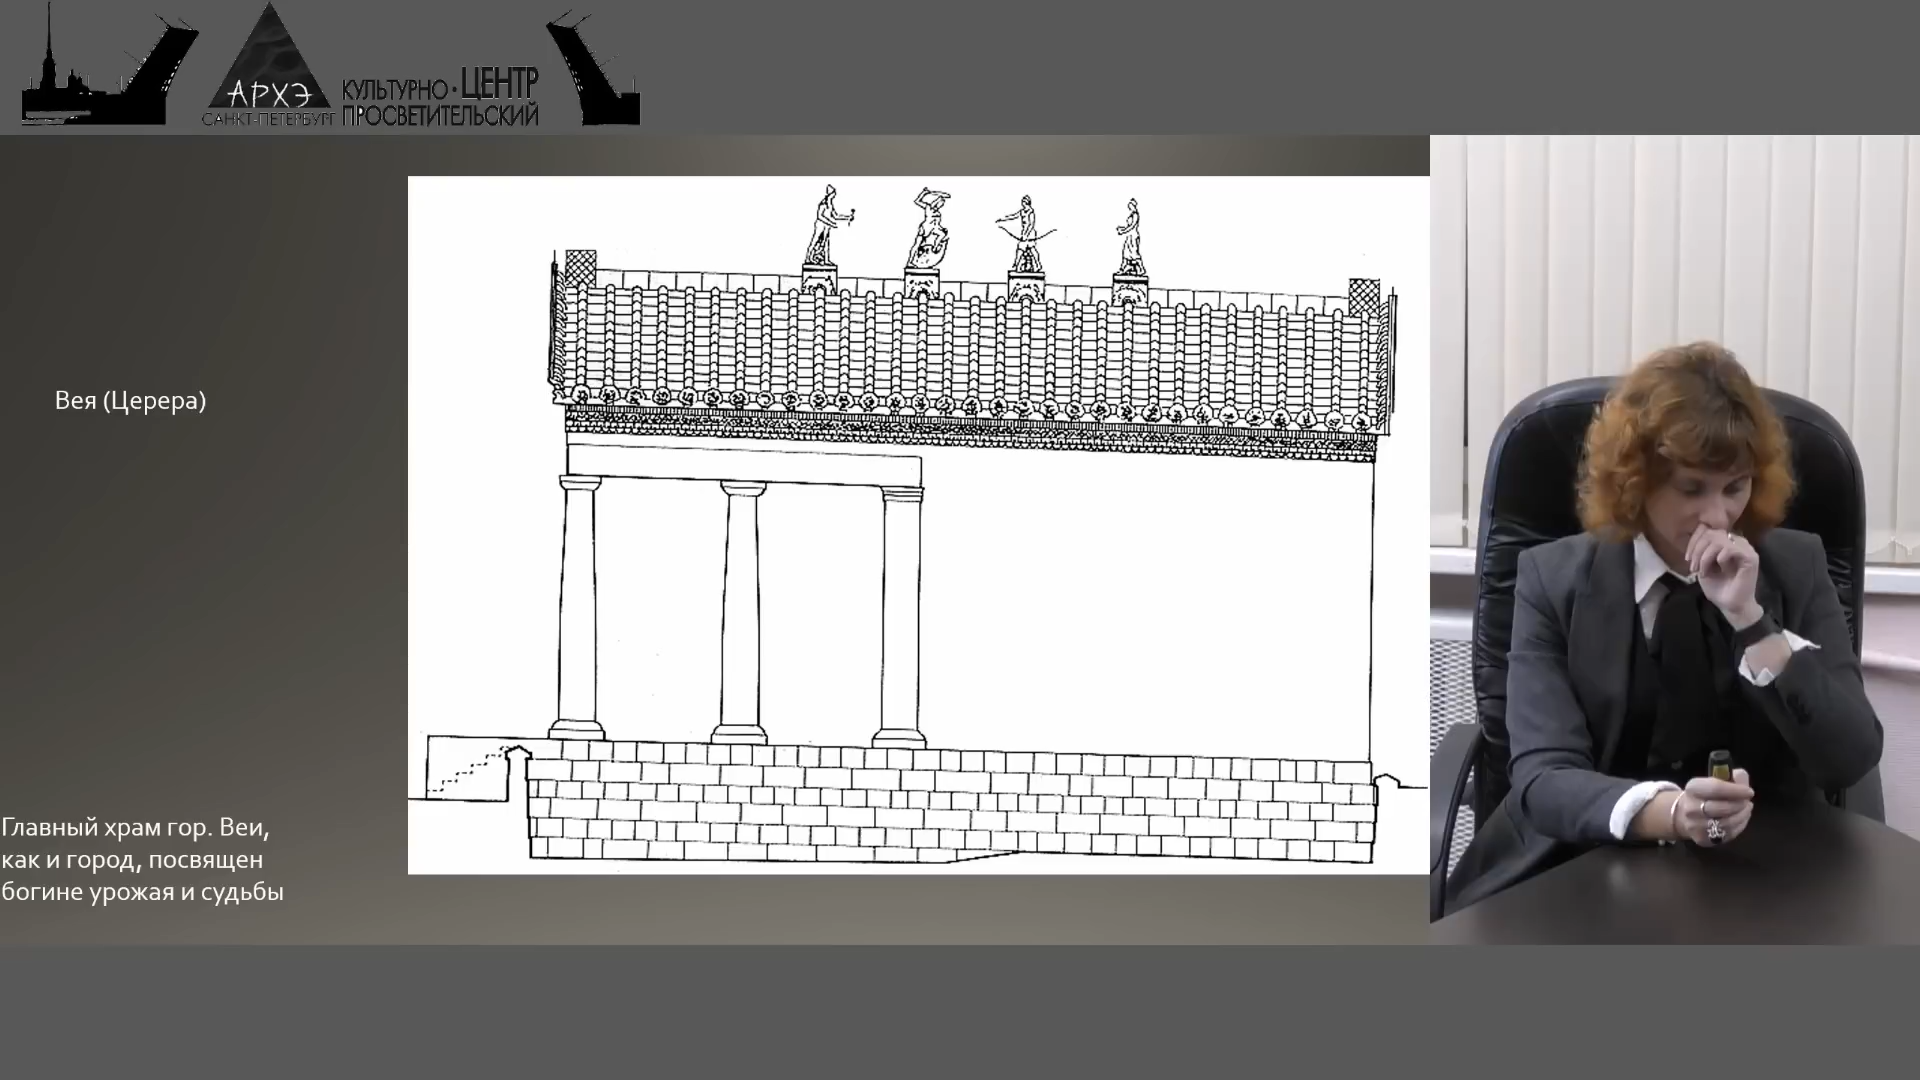 АРХЭ
САНКТ-ПЕТЕРБУРГ
КУЛЬТУРНО·ЦЕНТР
ПРОСВЕТИТЕЛЬСКИЙ
Вея (Церера)
Главный храм гор. Веи,
как и город, посвящен
богине урожая и судьбы